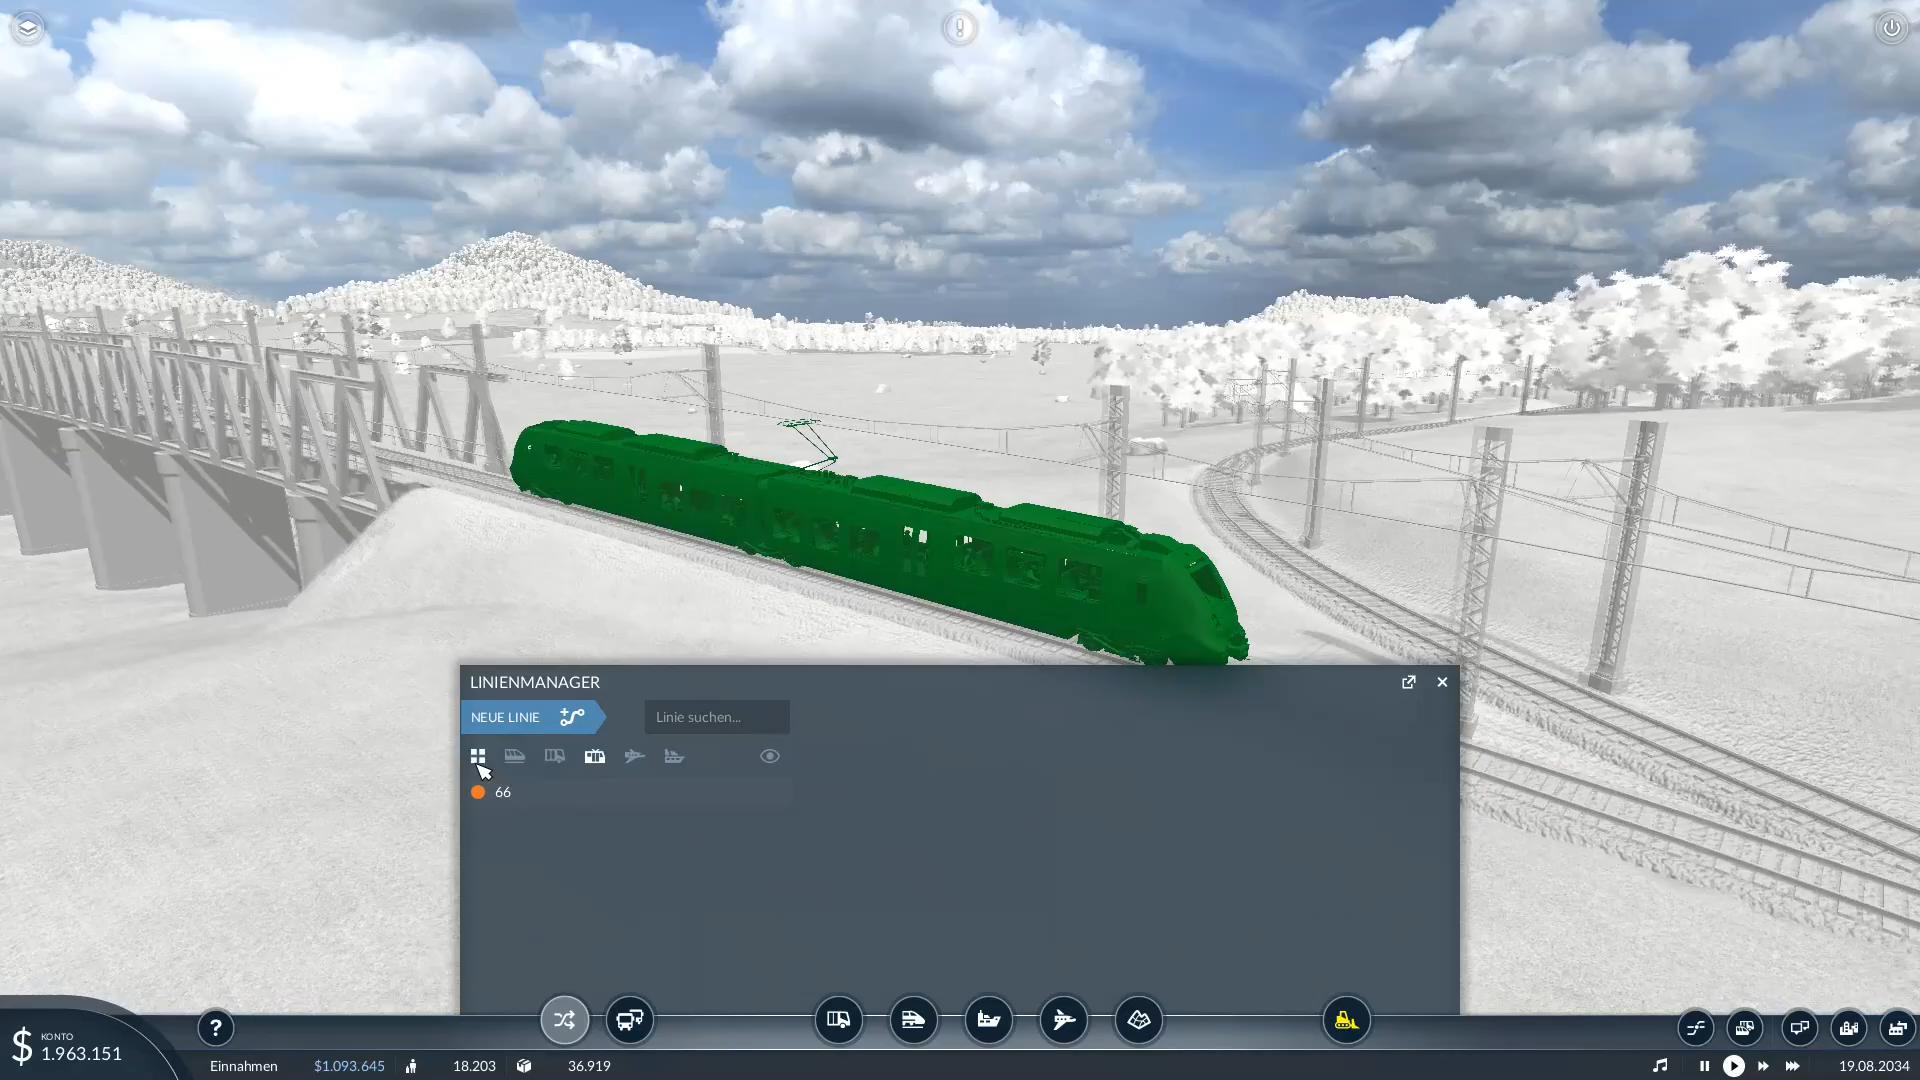 LINIENMANAGER
NEUE LINIE
Linie suchen...
66
?
$ KONTO
1.963.151
Einnahmen $1.093.645 18.203 36.919
19.08.2034